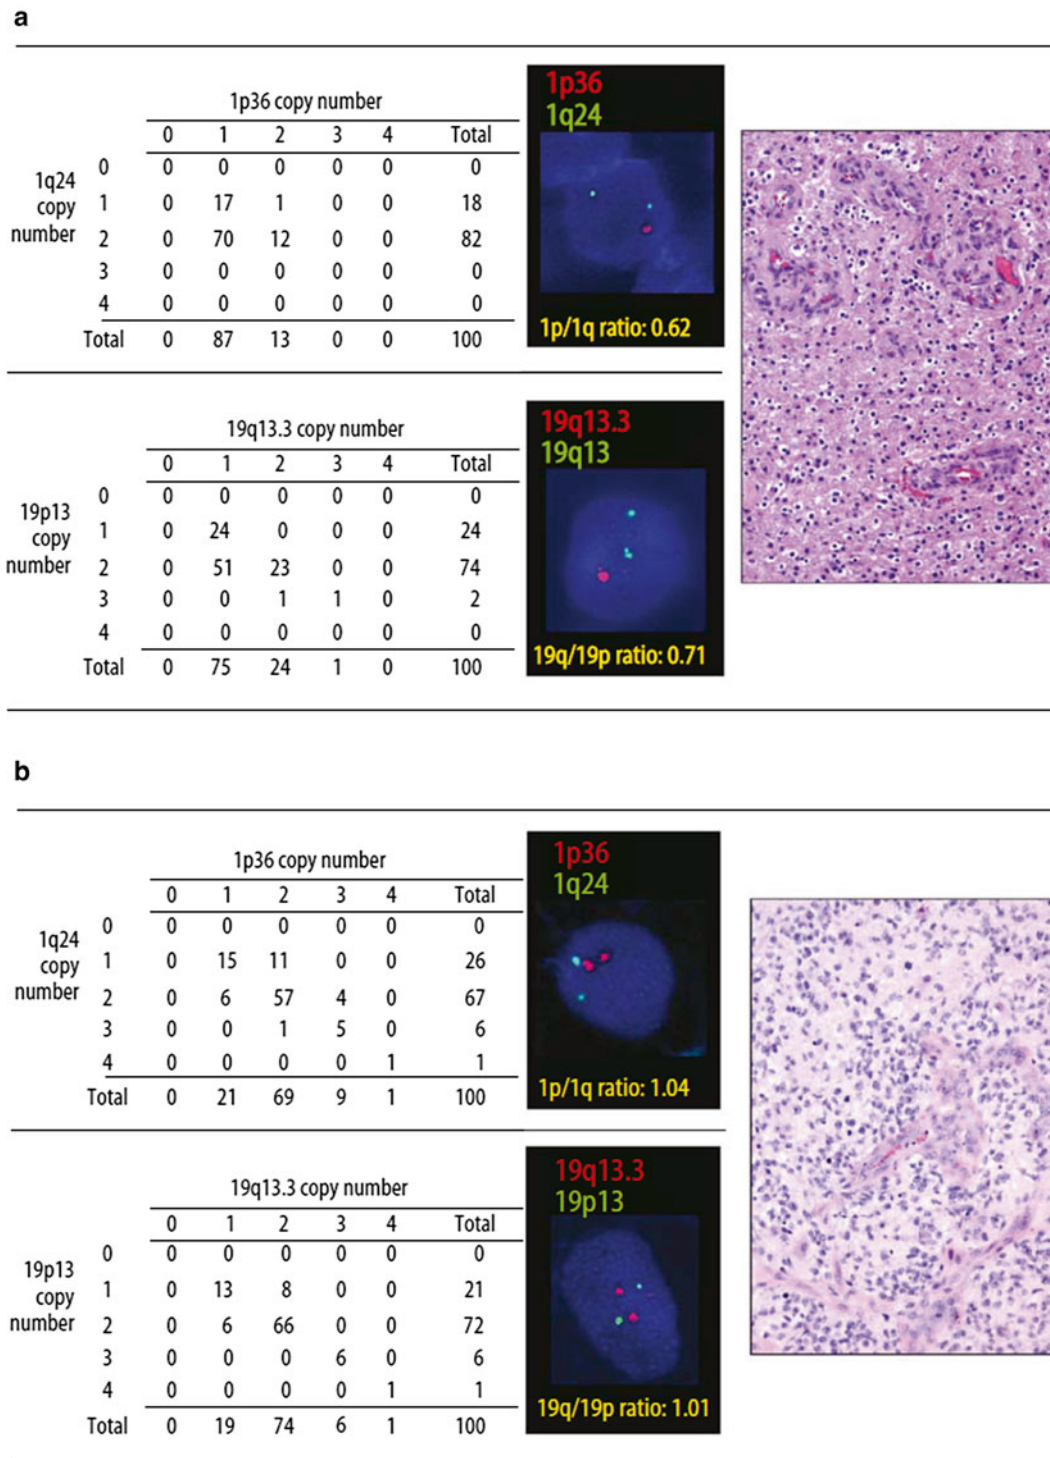 a
1p36 copy number
0 1 2 3 4 Total
1q24 copy number
0 0 0 0 0 0 0
1 0 17 1 0 0 18
2 0 70 12 0 0 82
3 0 0 0 0 0 0
4 0 0 0 0 0 0
Total 0 87 13 0 0 100
1p36
1q24
1p/1q ratio: 0.62
19q13.3 copy number
0 1 2 3 4 Total
19p13 copy number
0 0 0 0 0 0 0
1 0 24 0 0 0 24
2 0 51 23 0 0 74
3 0 0 1 1 0 2
4 0 0 0 0 0 0
Total 0 75 24 1 0 100
19q13.3
19q13
19q/19p ratio: 0.71
b
1p36 copy number
0 1 2 3 4 Total
1q24 copy number
0 0 0 0 0 0 0
1 0 15 11 0 0 26
2 0 6 57 4 0 67
3 0 0 1 5 0 6
4 0 0 0 0 1 1
Total 0 21 69 9 1 100
1p36
1q24
1p/1q ratio: 1.04
19q13.3 copy number
0 1 2 3 4 Total
19p13 copy number
0 0 0 0 0 0 0
1 0 13 8 0 0 21
2 0 6 66 0 0 72
3 0 0 0 6 0 6
4 0 0 0 0 1 1
Total 0 19 74 6 1 100
19q13.3
19p13
19q/19p ratio: 1.01